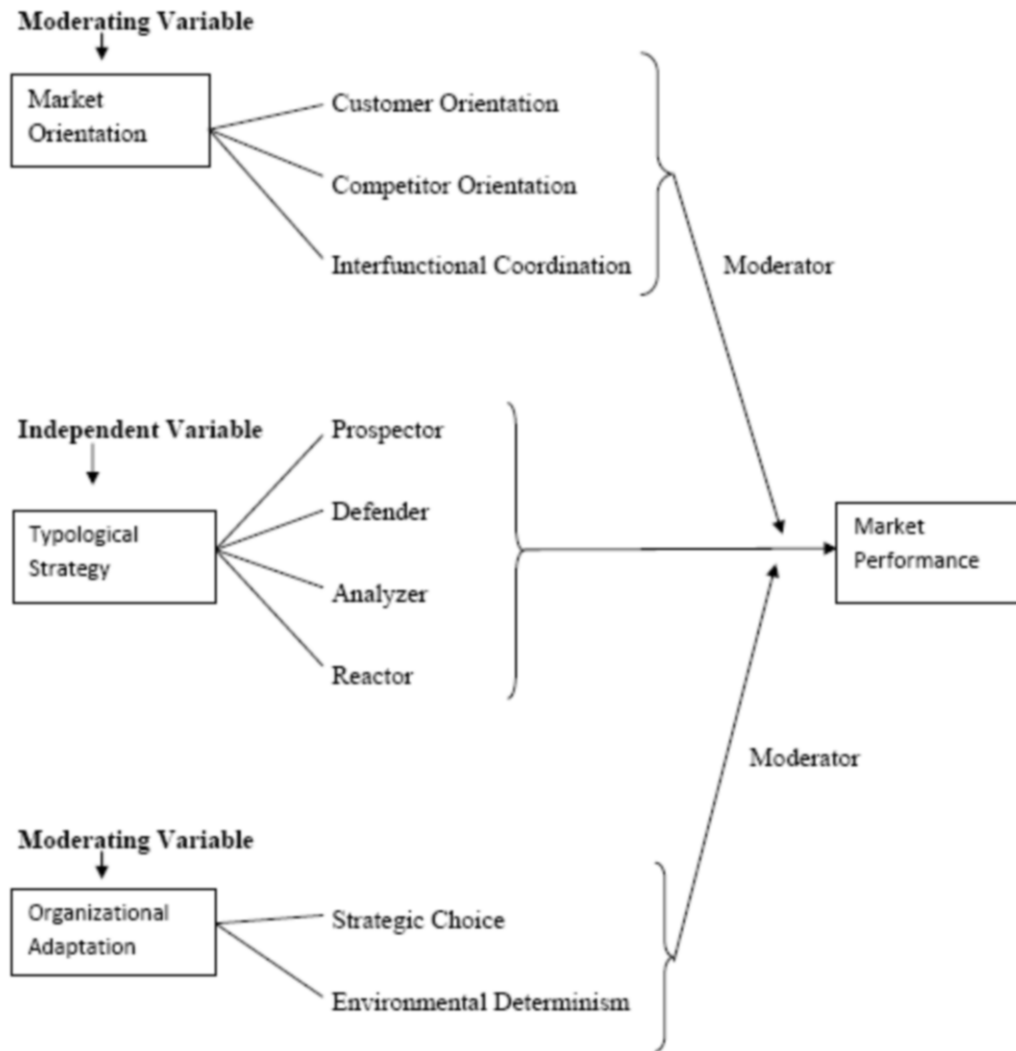 Moderating Variable
Market
Orientation
Customer Orientation
Competitor Orientation
Interfunctional Coordination
Moderator
Independent Variable
Typological
Strategy
Prospector
Defender
Analyzer
Reactor
Market
Performance
Moderator
Moderating Variable
Organizational
Adaptation
Strategic Choice
Environmental Determinism